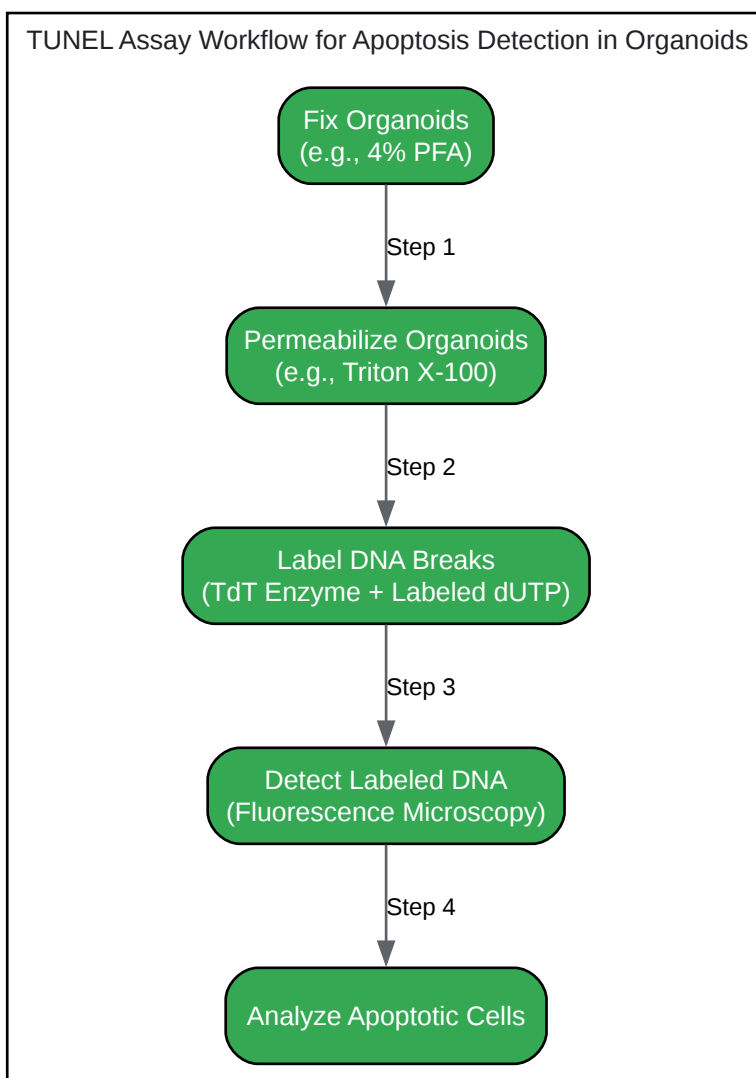 TUNEL Assay Workflow for Apoptosis Detection in Organoids
Fix Organoids
(e.g., 4% PFA)
Step 1
Permeabilize Organoids
(e.g., Triton X-100)
Step 2
Label DNA Breaks
(TdT Enzyme + Labeled dUTP)
Step 3
Detect Labeled DNA
(Fluorescence Microscopy)
Step 4
Analyze Apoptotic Cells